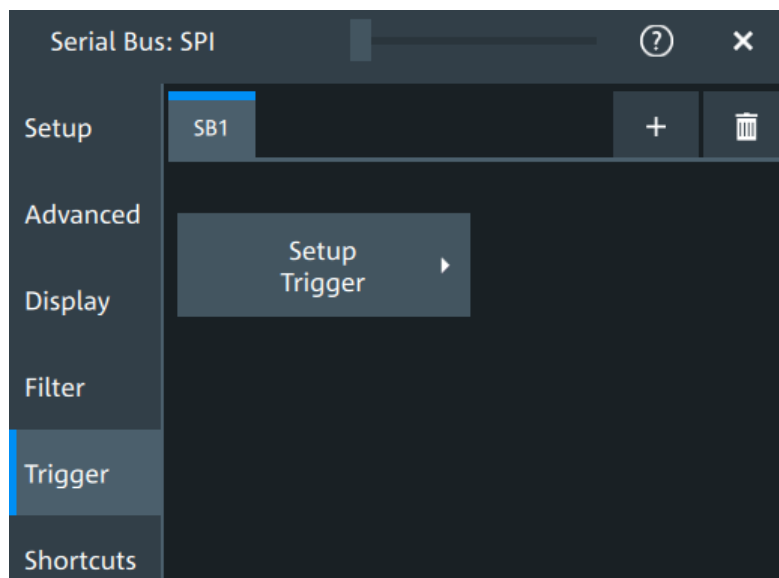 Serial Bus: SPI
?
Setup
SB1
+
Advanced
Setup
Trigger
Display
Filter
Trigger
Shortcuts